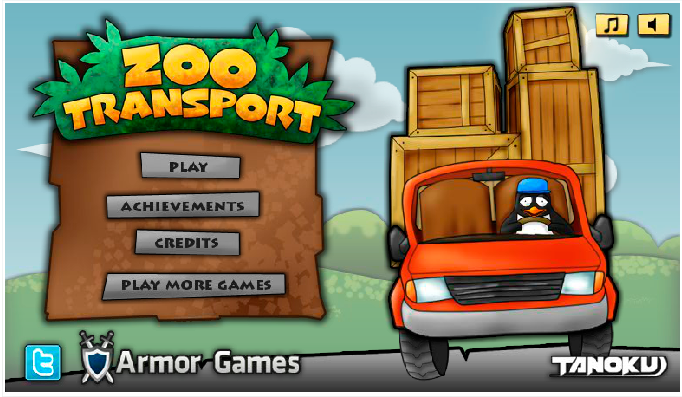 ZOO
TRANSPORT
PLAY
ACHIEVEMENTS
CREDITS
PLAY MORE GAMES
t
Armor Games
TANOKU